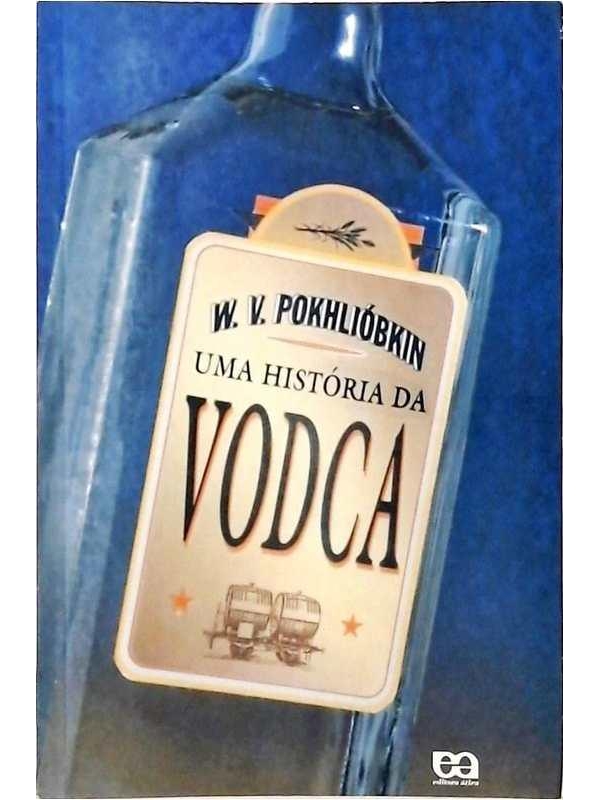 W. V. POKHLIÓBKIN
UMA HISTÓRIA DA
VODCA
editora ática